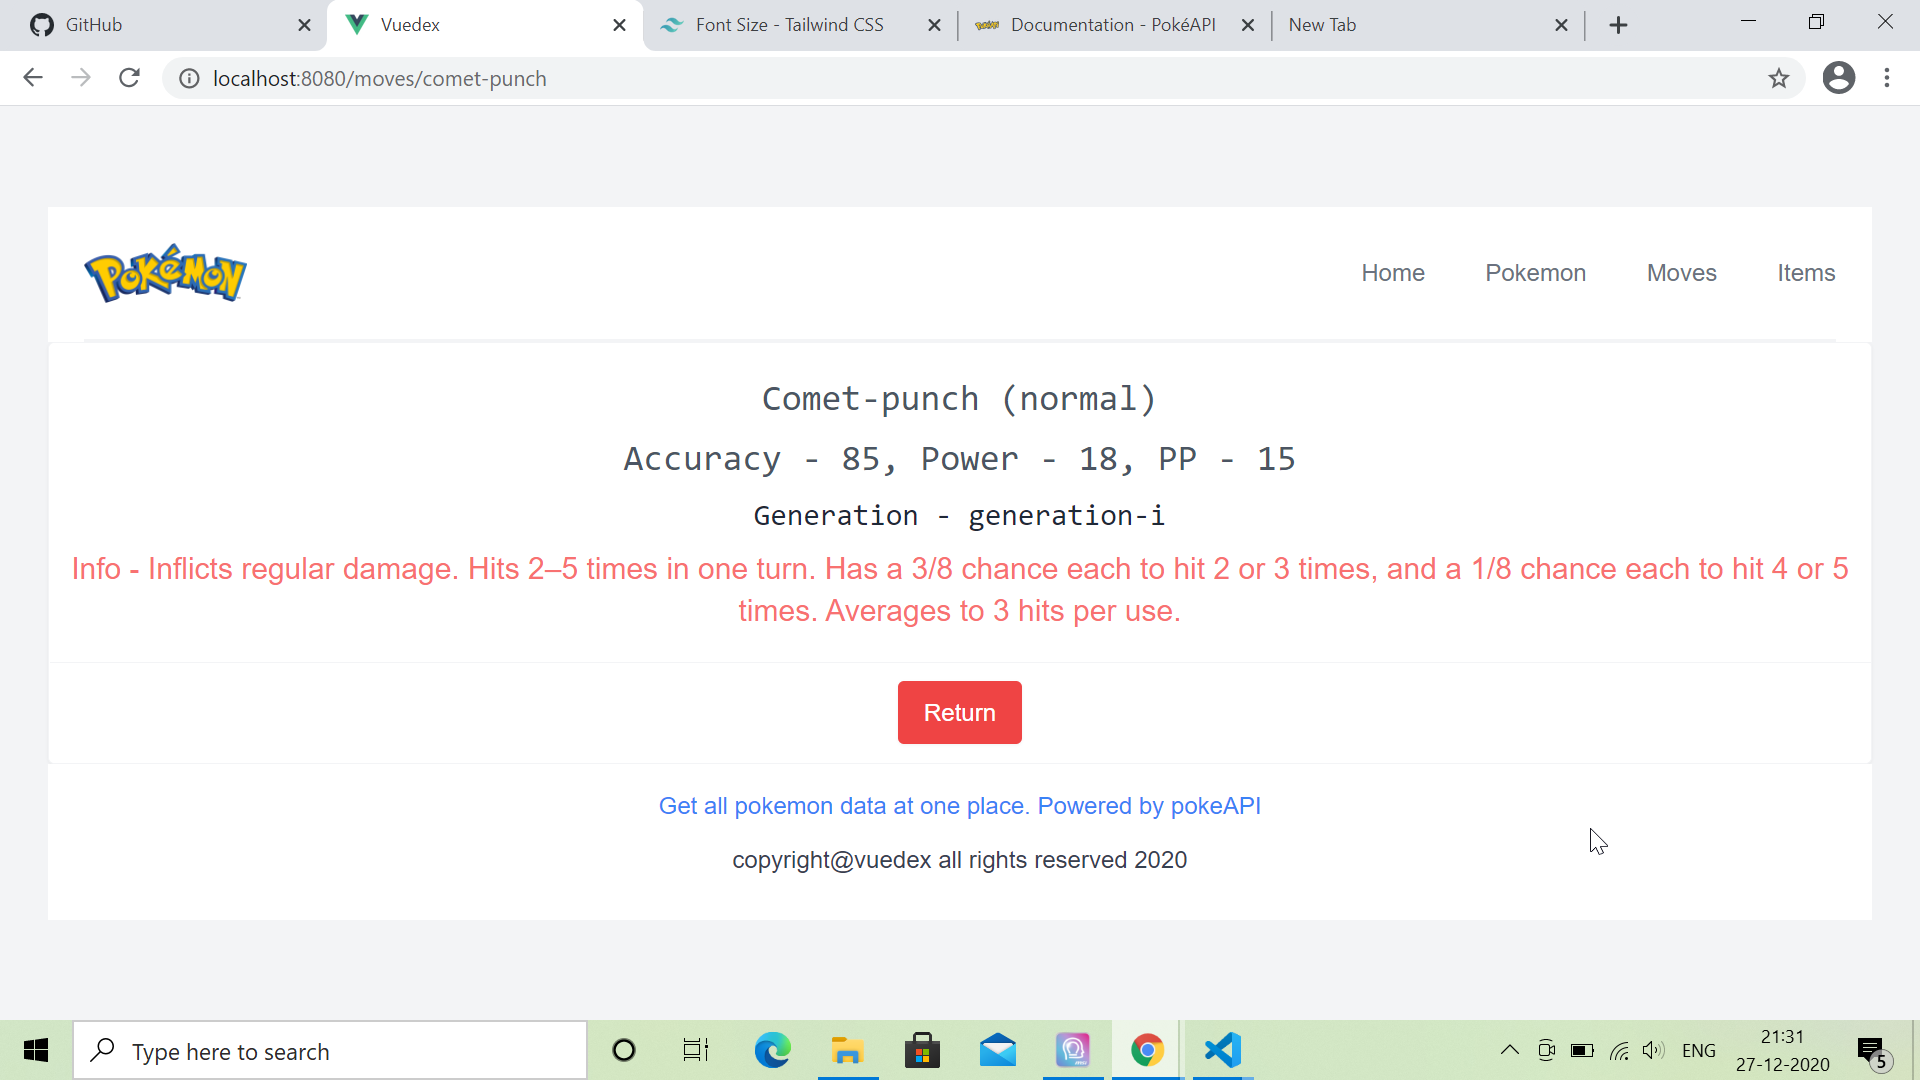 GitHub
Vuedex
Font Size - Tailwind CSS
Documentation - PokéAPI
New Tab
localhost:8080/moves/comet-punch
Pokémon
Home
Pokemon
Moves
Items
Comet-punch (normal)
Accuracy - 85, Power - 18, PP - 15
Generation - generation-i
Info - Inflicts regular damage. Hits 2–5 times in one turn. Has a 3/8 chance each to hit 2 or 3 times, and a 1/8 chance each to hit 4 or 5
times. Averages to 3 hits per use.
Return
Get all pokemon data at one place. Powered by pokeAPI
copyright@vuedex all rights reserved 2020
Type here to search
ENG
21:31
27-12-2020
5